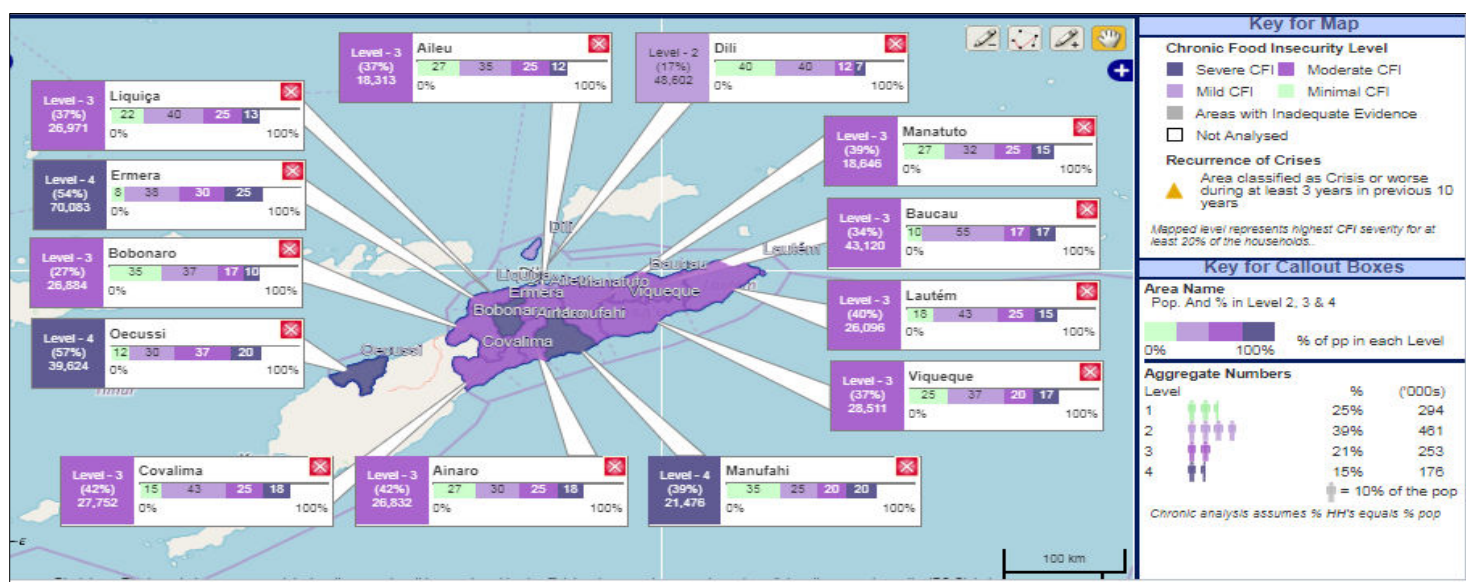 Level - 3
(37%)
18,313
Aileu
27 35 25 12
0% 100%
Level - 2
(17%)
48,602
Dili
40 40 12 7
0% 100%
Level - 3
(37%)
26,971
Liquiça
22 40 25 13
0% 100%
Level - 4
(54%)
70,083
Ermera
8 38 30 25
0% 100%
Level - 3
(27%)
26,884
Bobonaro
35 37 17 10
0% 100%
Level - 4
(57%)
39,624
Oecussi
12 30 37 20
0% 100%
Level - 3
(39%)
18,646
Manatuto
27 32 25 15
0% 100%
Level - 3
(34%)
43,120
Baucau
10 55 17 17
0% 100%
Level - 3
(40%)
26,096
Lautém
18 43 25 15
0% 100%
Level - 3
(37%)
28,511
Viqueque
25 37 20 17
0% 100%
Level - 3
(42%)
27,752
Covalima
15 43 25 18
0% 100%
Level - 3
(42%)
26,832
Ainaro
27 30 25 18
0% 100%
Level - 4
(39%)
21,476
Manufahi
35 25 20 20
0% 100%
Dili
Lautém
Baucau
Manatuto
Ermera
Viqueque
Bobonaro
Covalima
Oecussi
Timur
100 km
Key for Map
Chronic Food Insecurity Level
Severe CFI Moderate CFI
Mild CFI Minimal CFI
Areas with Inadequate Evidence
Not Analysed
Recurrence of Crises
Area classified as Crisis or worse
during at least 3 years in previous 10
years
Mapped level represents highest CFI severity for at
least 20% of the households..
Key for Callout Boxes
Area Name
Pop. And % in Level 2, 3 & 4
0% 100% % of pp in each Level
Aggregate Numbers
Level % ('000s)
1 25% 294
2 39% 461
3 21% 253
4 15% 176
= 10% of the pop
Chronic analysis assumes % HH's equals % pop